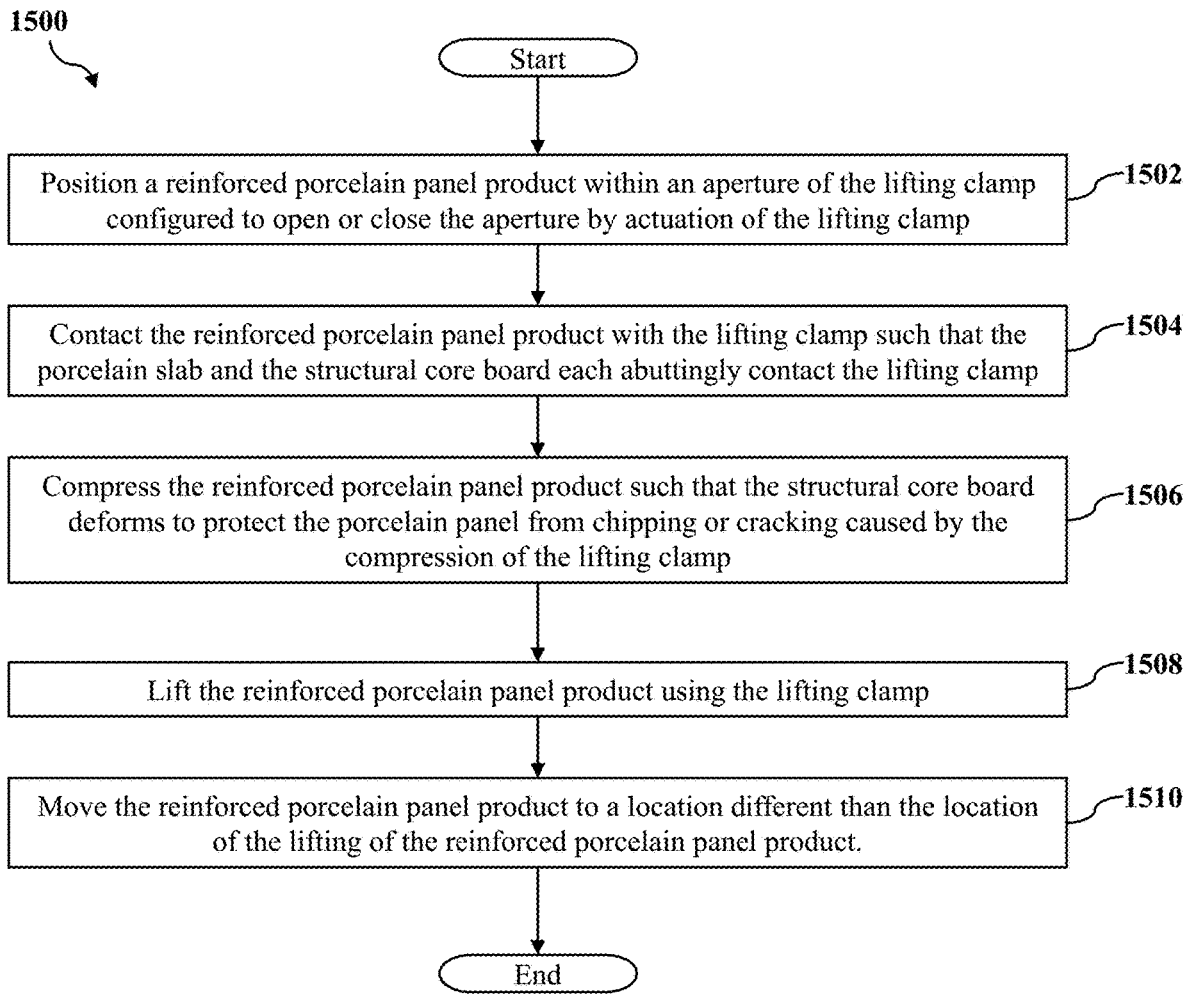 1500
Start
Position a reinforced porcelain panel product within an aperture of the lifting clamp
configured to open or close the aperture by actuation of the lifting clamp
1502
Contact the reinforced porcelain panel product with the lifting clamp such that the
porcelain slab and the structural core board each abuttingly contact the lifting clamp
1504
Compress the reinforced porcelain panel product such that the structural core board
deforms to protect the porcelain panel from chipping or cracking caused by the
compression of the lifting clamp
1506
Lift the reinforced porcelain panel product using the lifting clamp
1508
Move the reinforced porcelain panel product to a location different than the location
of the lifting of the reinforced porcelain panel product.
1510
End